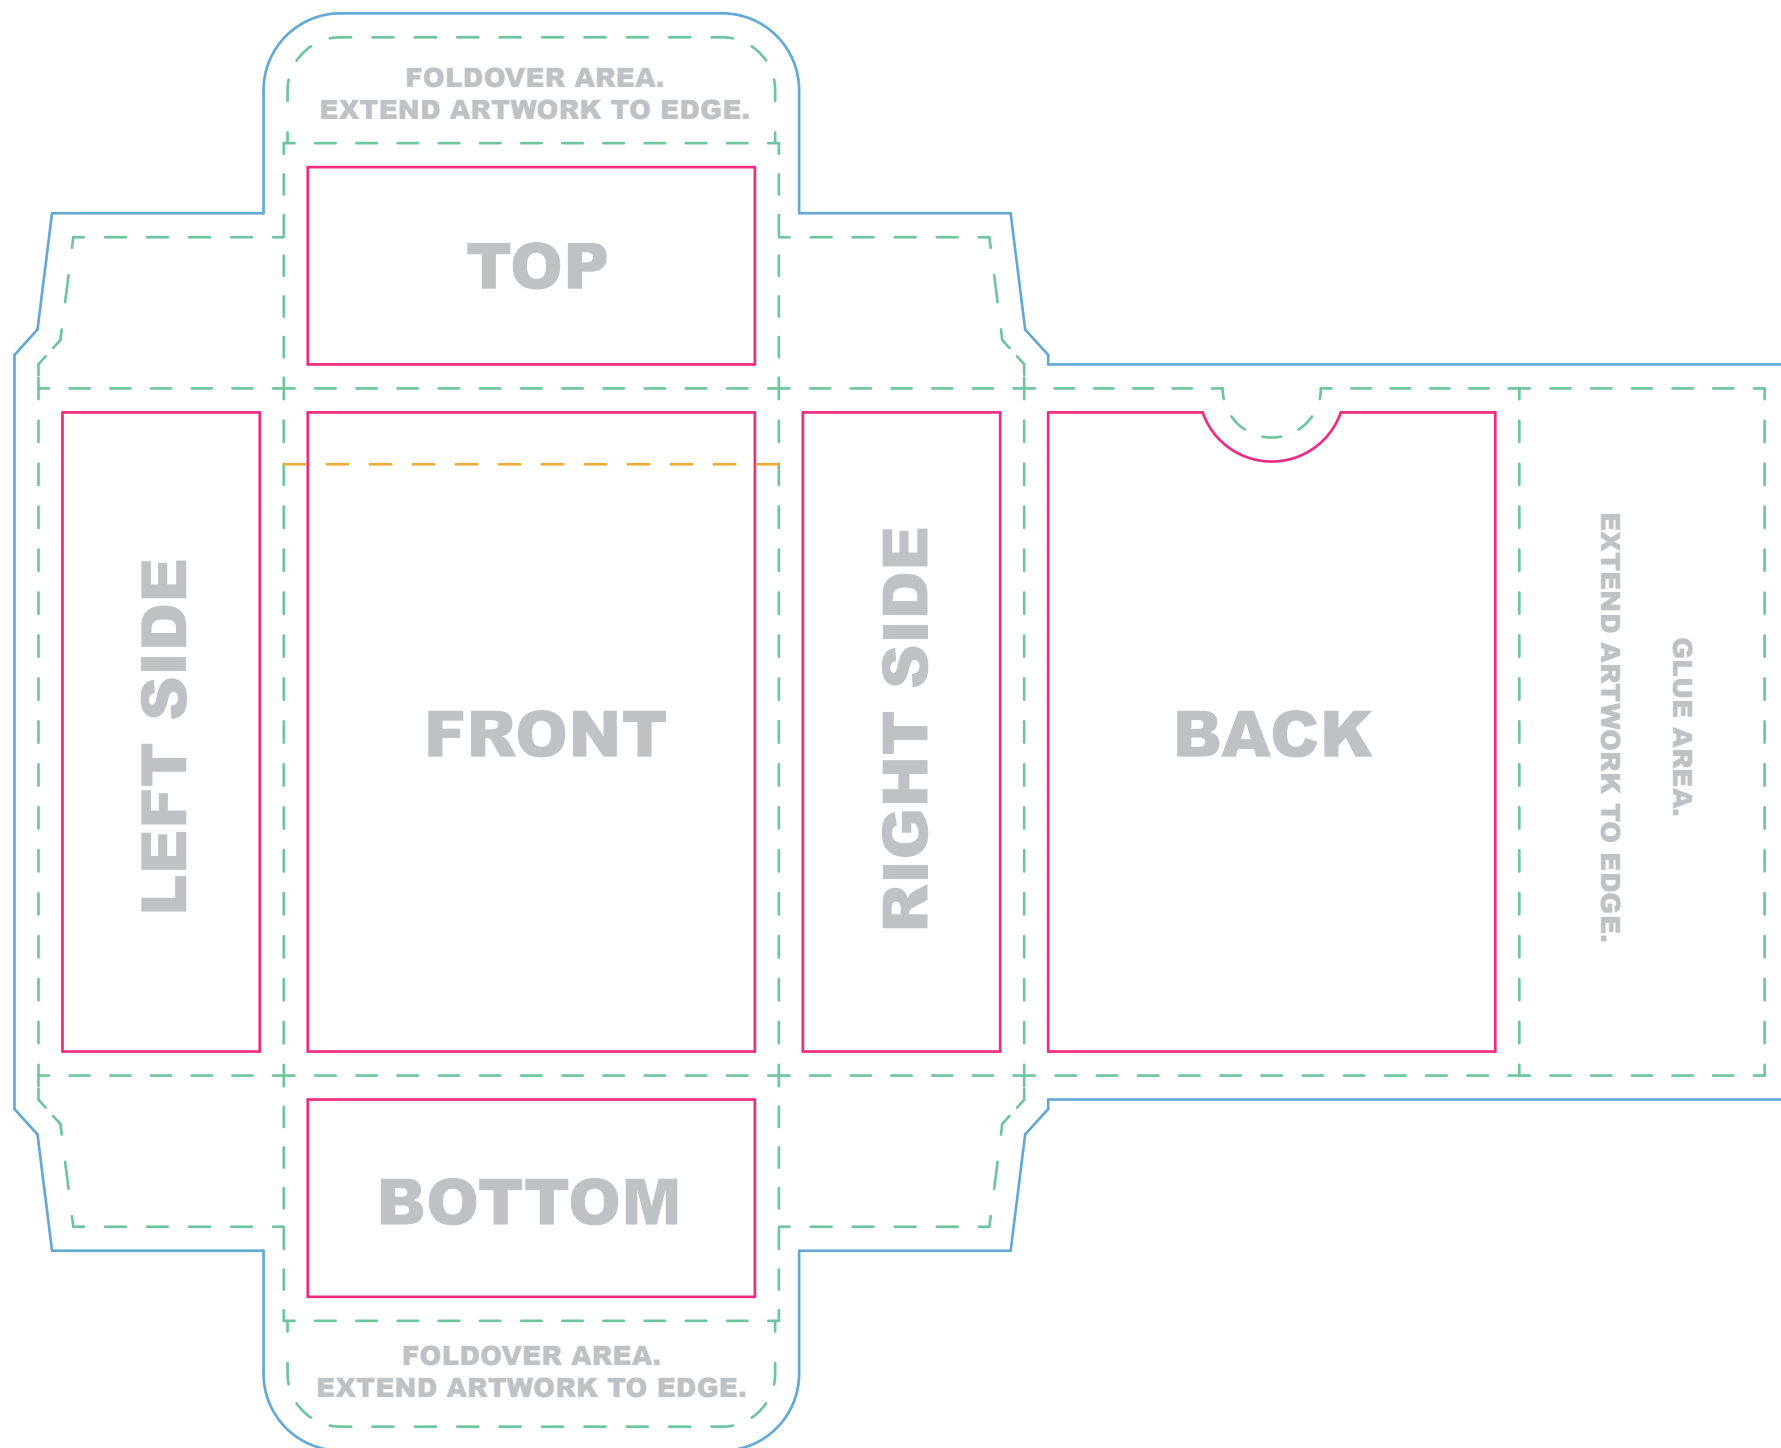 FOLDOVER AREA.
EXTEND ARTWORK TO EDGE.
TOP
LEFT SIDE
FRONT
RIGHT SIDE
BACK
GLUE AREA.
EXTEND ARTWORK TO EDGE.
BOTTOM
FOLDOVER AREA.
EXTEND ARTWORK TO EDGE.